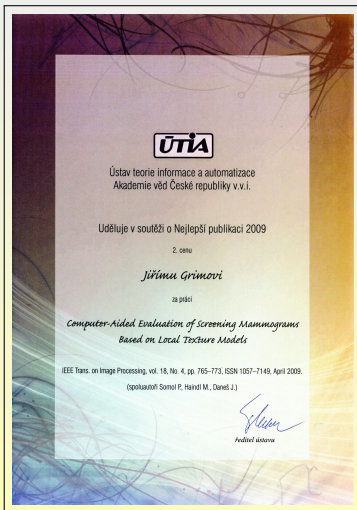 ÚTIA
Ústav teorie informace a automatizace
Akademie věd České republiky v.v.i.
Uděluje v soutěži o Nejlepší publikaci 2009
2. cenu
Jiřímu Grimovi
za práci
Computer-Aided Evaluation of Screening Mammograms
Based on Local Texture Models
IEEE Trans. on Image Processing, vol. 18, No. 4, pp. 765–773, ISSN 1057–7149, April 2009.
(spoluautoři Somol P., Haindl M., Daneš J.)
ředitel ústavu